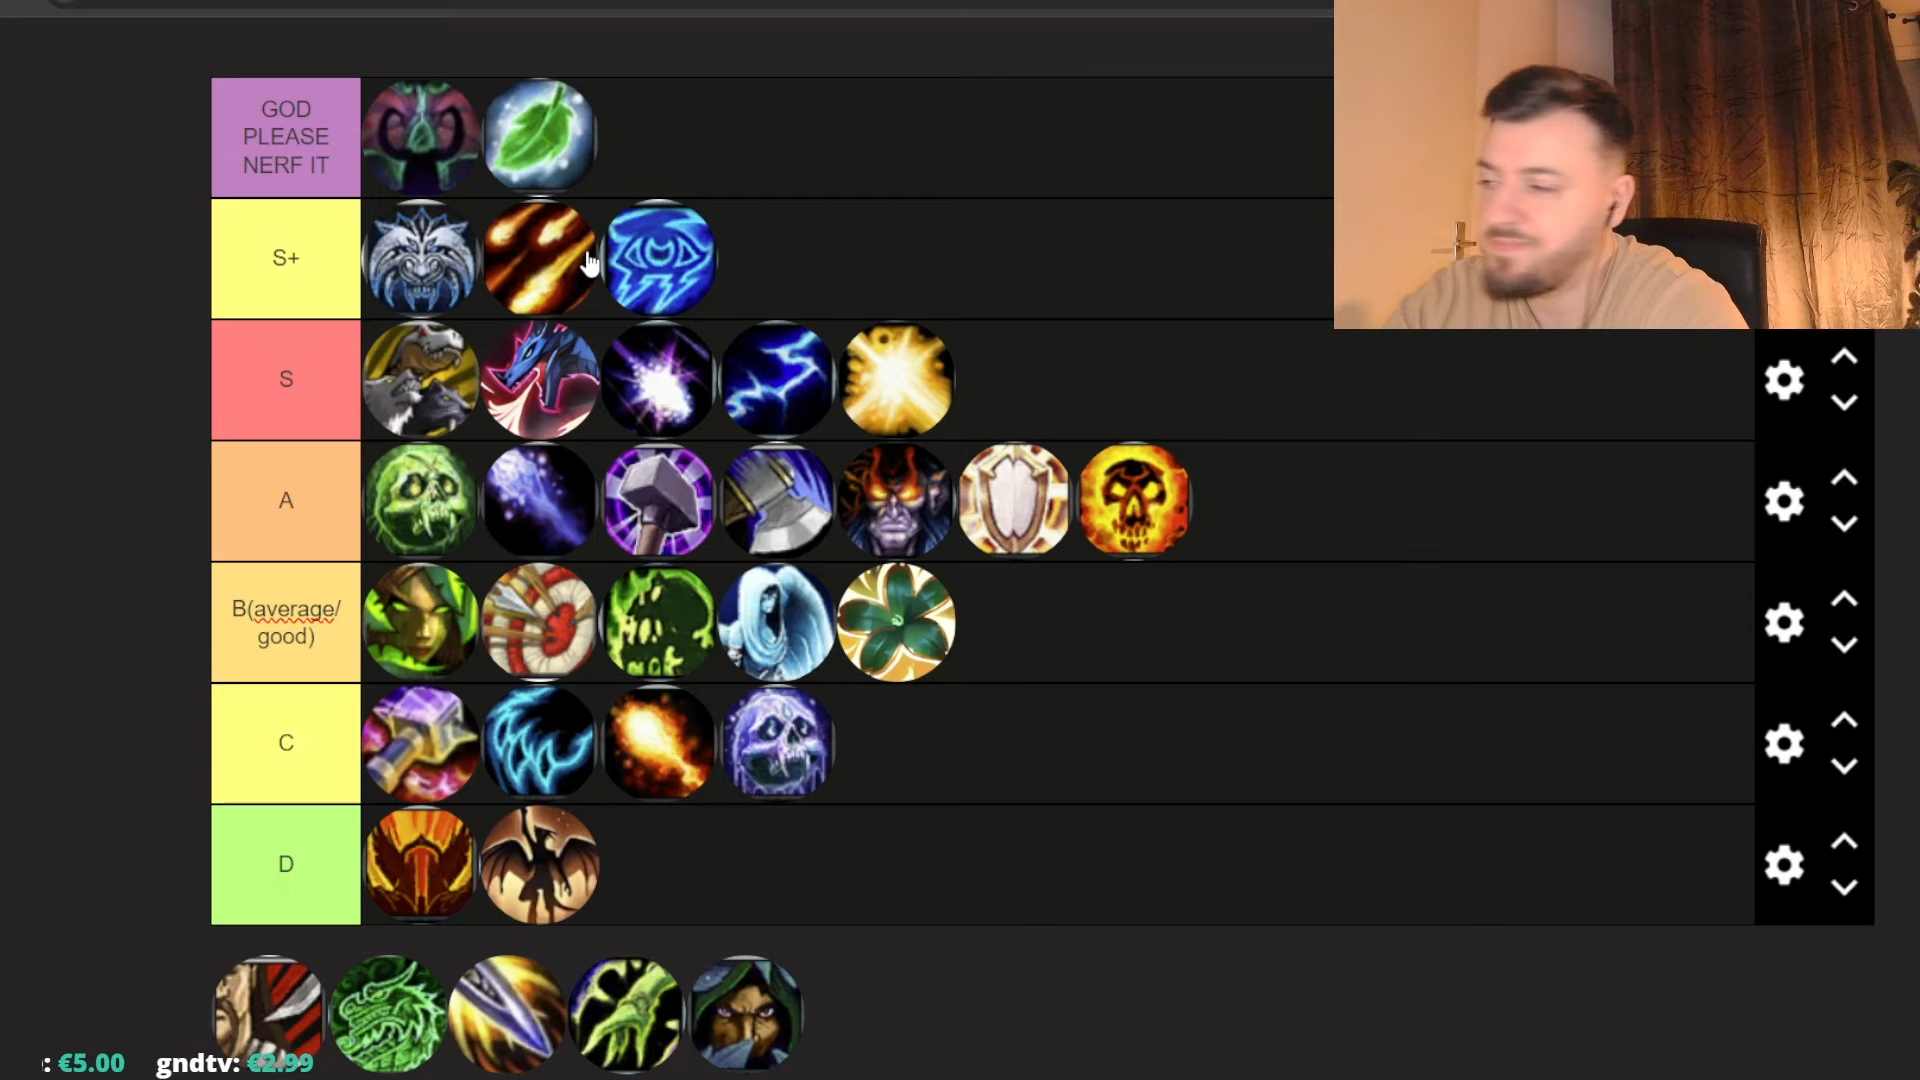 GOD
PLEASE
NERF IT
S+
S
A
B(average/
good)
C
D
: €5.00 gndtv: €2.99